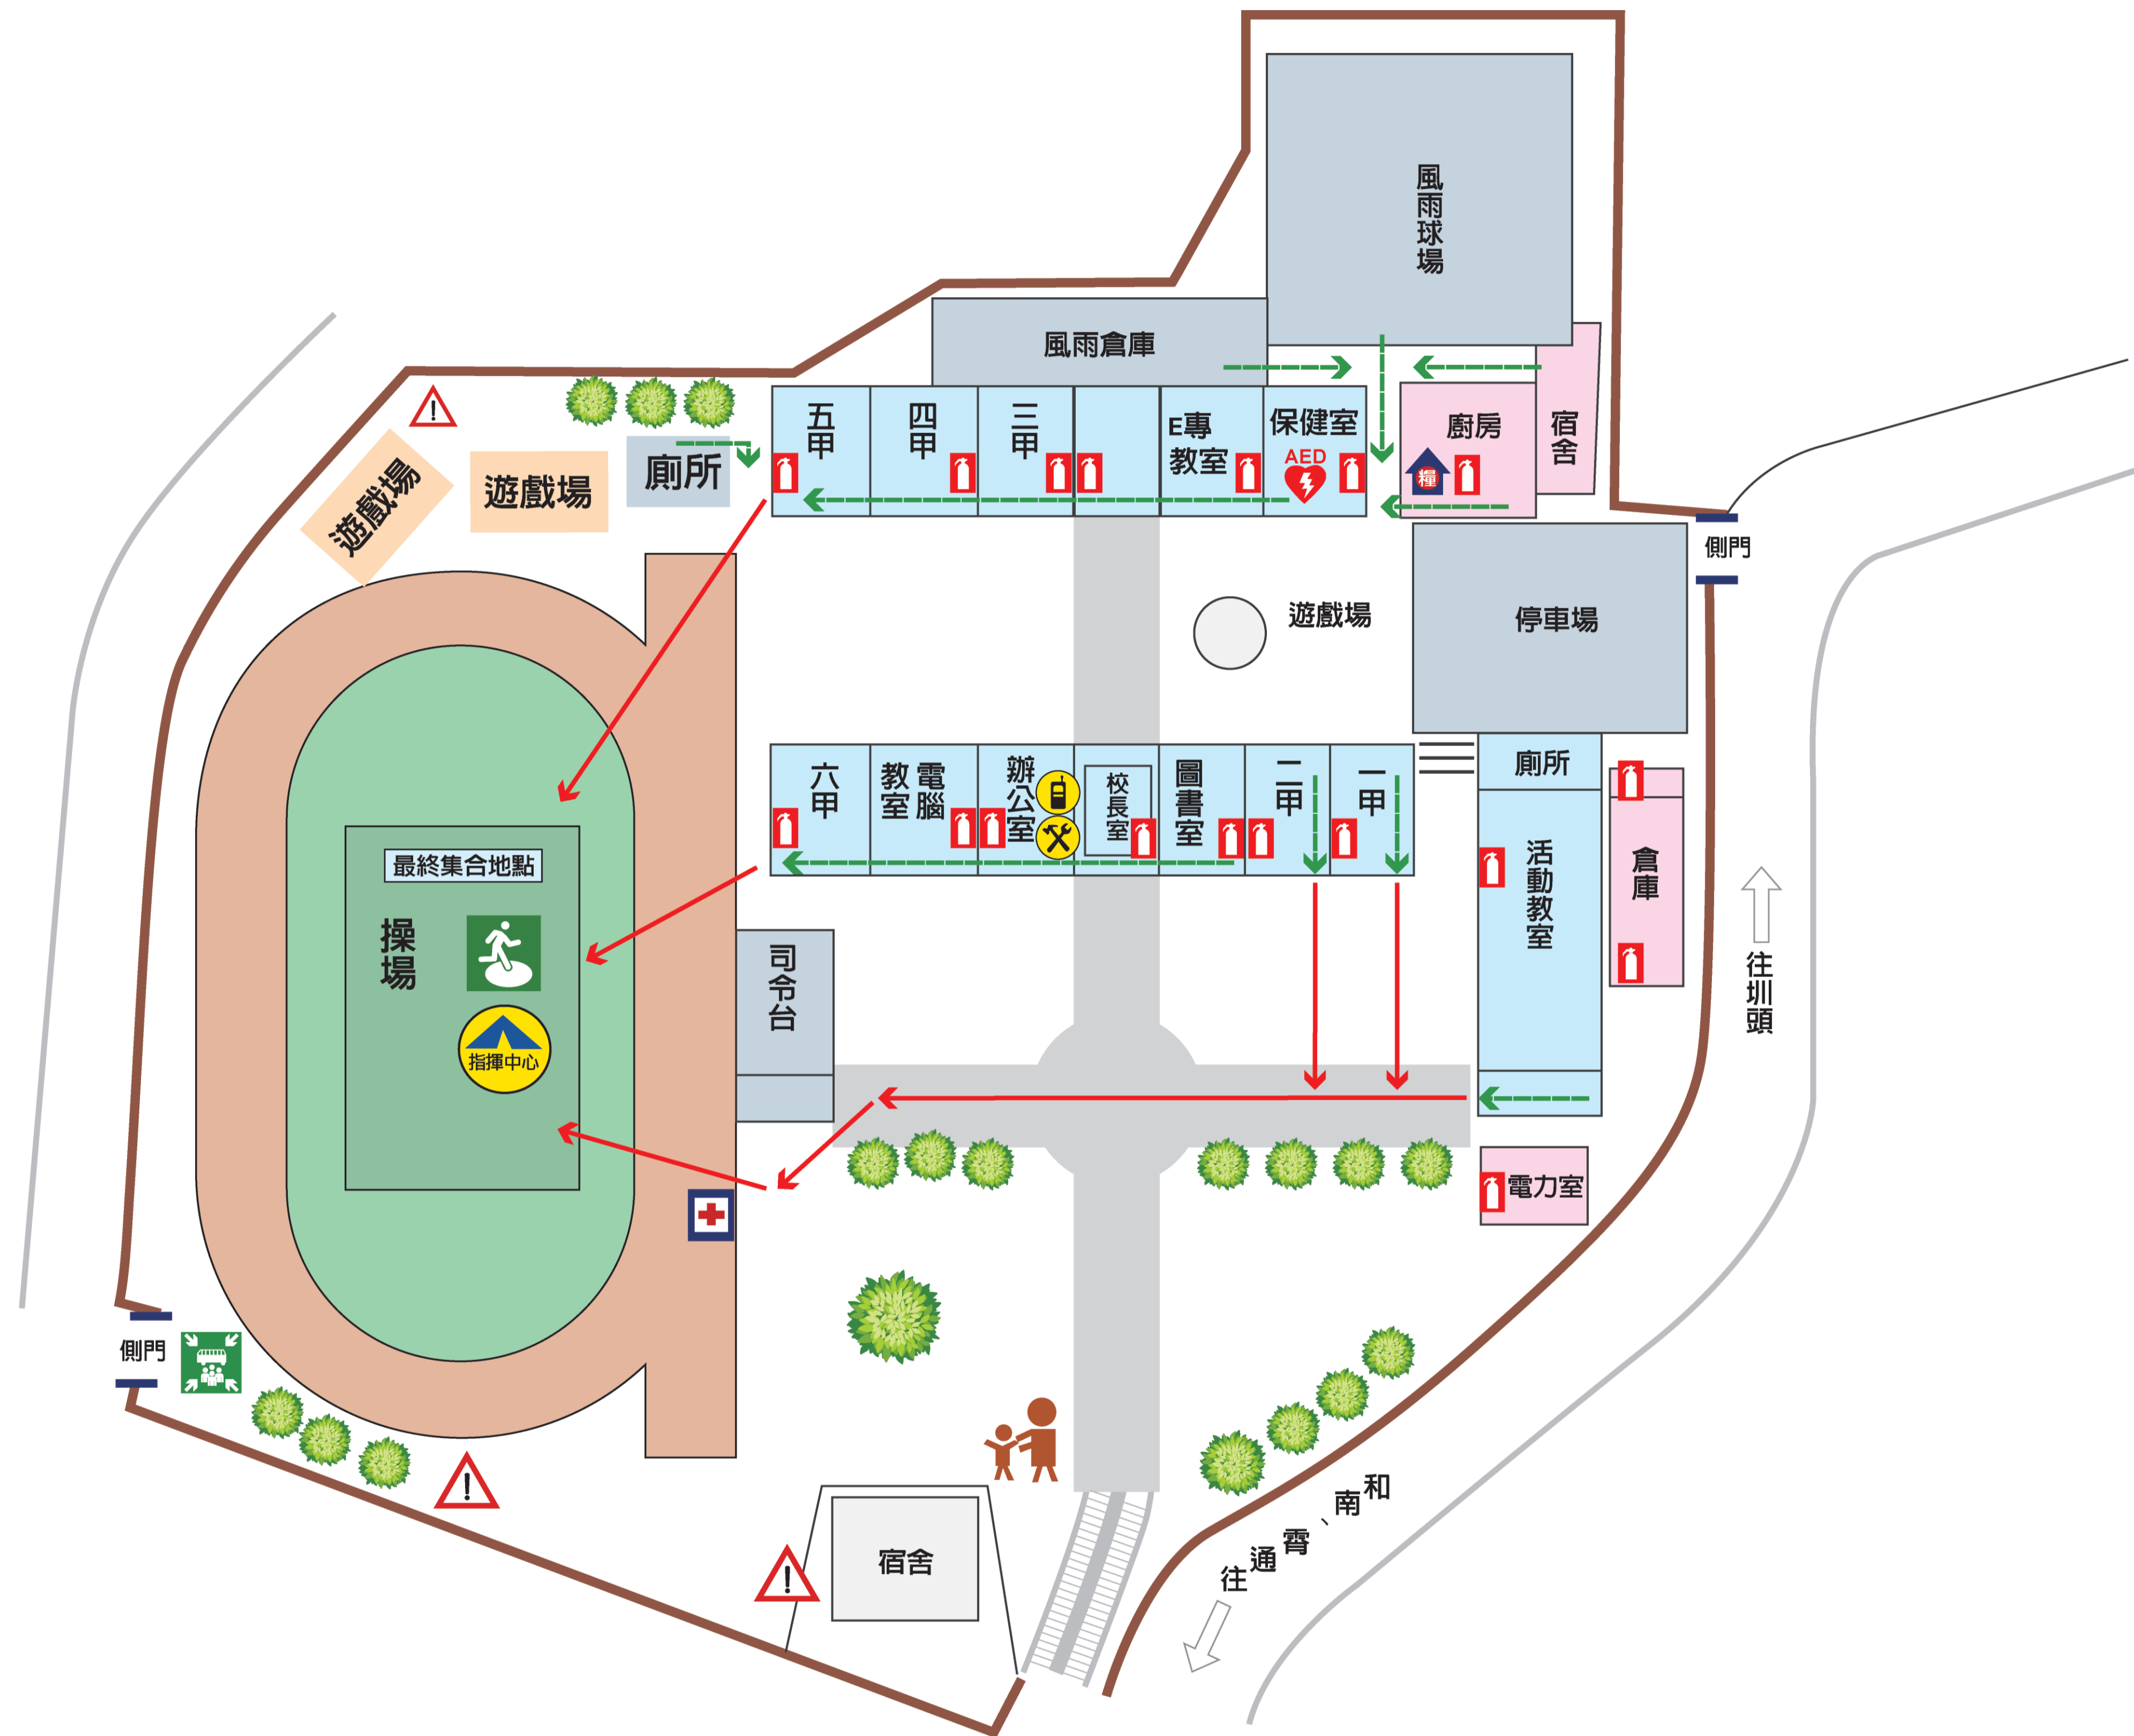 風雨球場
風雨倉庫
五甲
四甲
三甲
E專
教室
保健室
AED
廚房
糧
宿舍
側門
遊戲場
遊戲場
廁所
遊戲場
停車場
六甲
電腦
教室
辦公室
校長室
圖書室
二甲
一甲
廁所
活動教室
倉庫
最終集合地點
操場
指揮中心
司令台
往圳頭
電力室
側門
宿舍
往通霄、南和